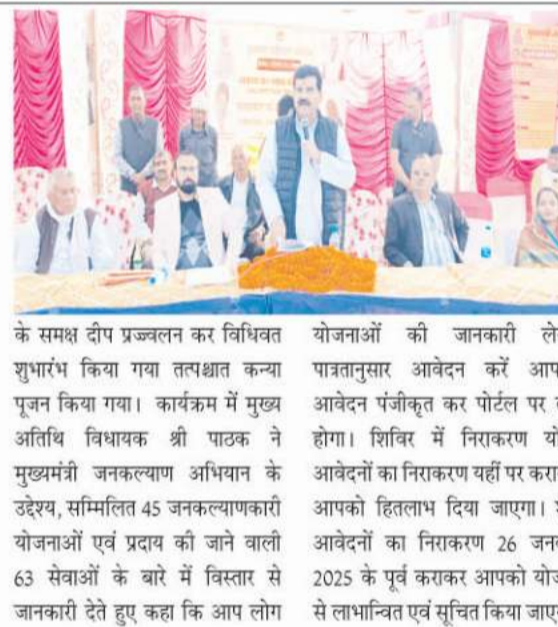 के समक्ष दीप प्रज्ज्वलन कर विधिवत
शुभारंभ किया गया तत्पश्चात कन्या
पूजन किया गया। कार्यक्रम में मुख्य
अतिथि विधायक श्री पाठक ने
मुख्यमंत्री जनकल्याण अभियान के
उद्देश्य, सम्मिलित 45 जनकल्याणकारी
योजनाओं एवं प्रदाय की जाने वाली
63 सेवाओं के बारे में विस्तार से
जानकारी देते हुए कहा कि आप लोग
योजनाओं की जानकारी
पात्रतानुसार आवेदन करें
आवेदन पंजीकृत कर पोर्टल पर
होगा। शिविर में निराकरण
आवेदनों का निराकरण यहीं पर
आपको हितलाभ दिया जाएगा।
आवेदनों का निराकरण 26
2025 के पूर्व कराकर आपको
से लाभान्वित एवं सूचित किया